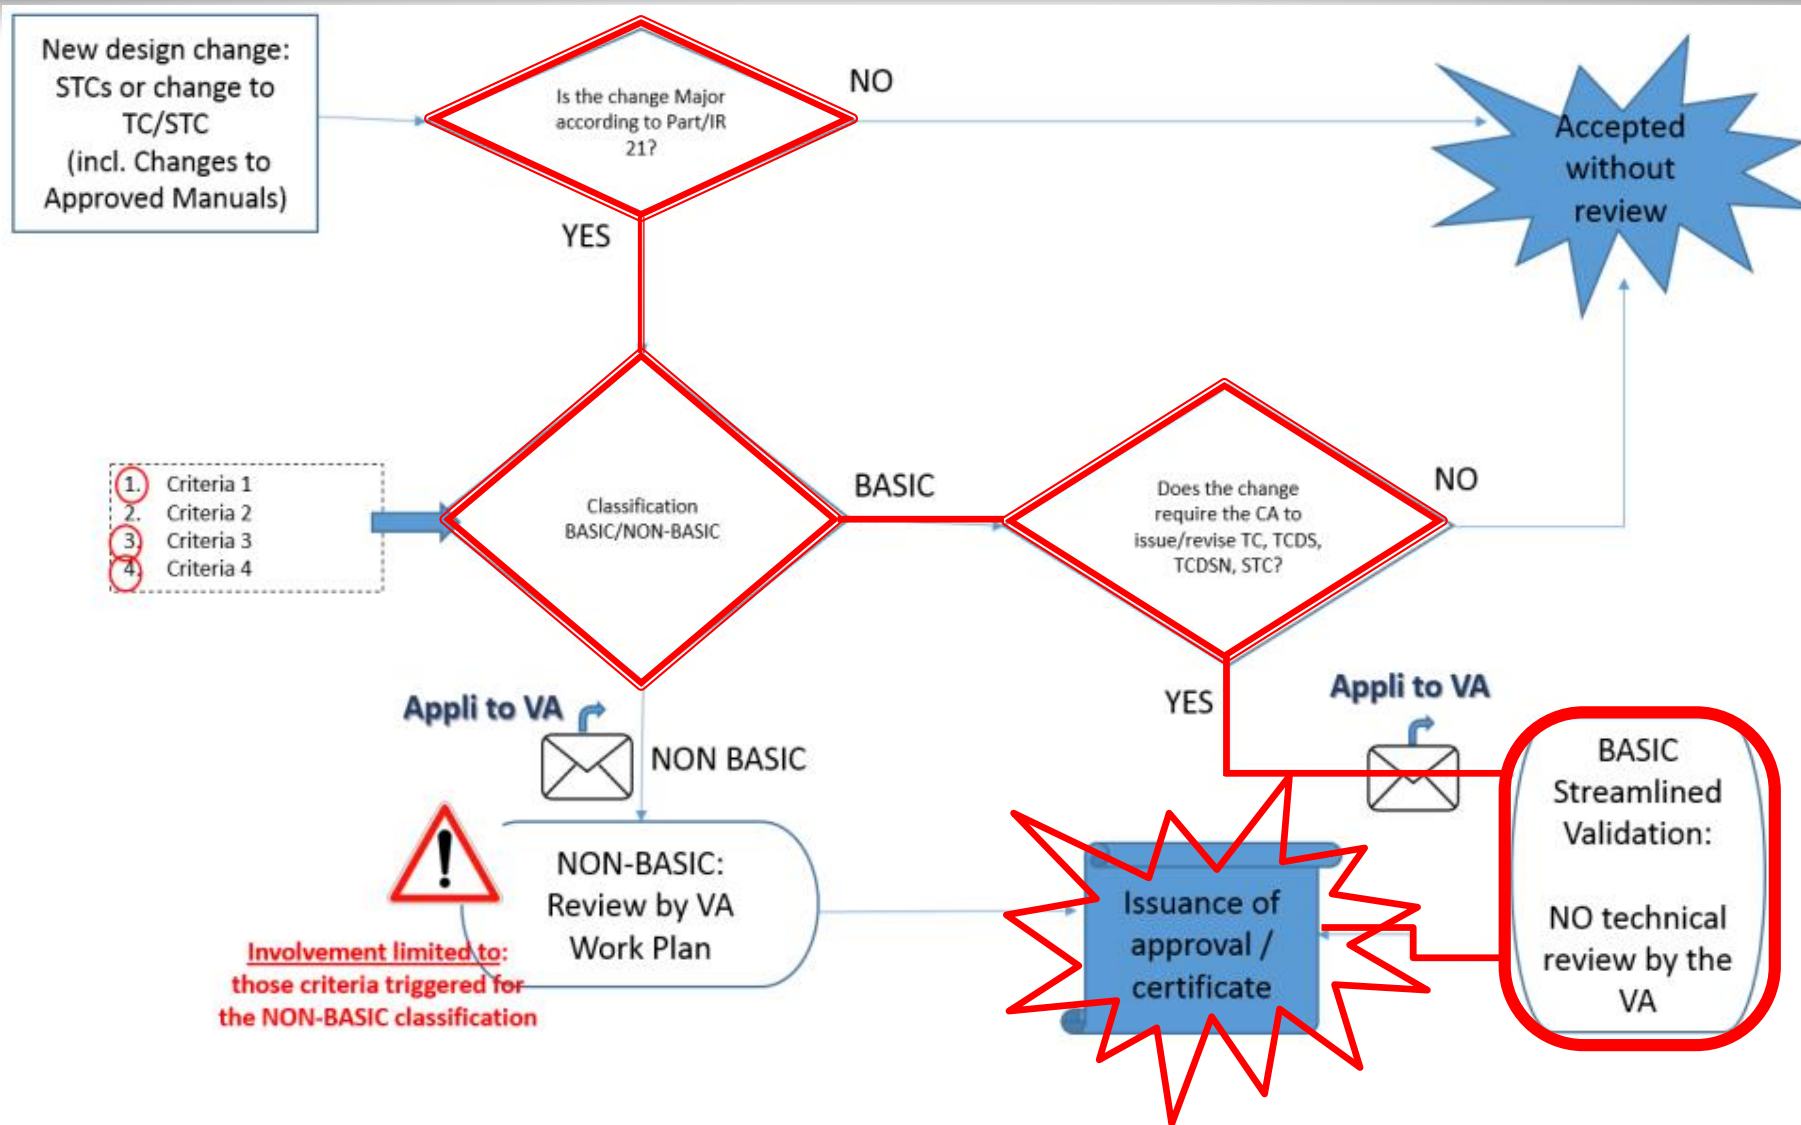 New design change:
STCs or change to
TC/STC
(incl. Changes to
Approved Manuals)
Is the change Major
according to Part/IR
21?
NO
Accepted
without
review
YES
1. Criteria 1
2. Criteria 2
3. Criteria 3
4. Criteria 4
Classification
BASIC/NON-BASIC
BASIC
Does the change
require the CA to
issue/revise TC, TCDS,
TCDSN, STC?
NO
YES
Appli to VA
Appli to VA
NON BASIC
NON-BASIC:
Review by VA
Work Plan
Involvement limited to:
those criteria triggered for
the NON-BASIC classification
Issuance of
approval /
certificate
BASIC
Streamlined
Validation:
NO technical
review by the
VA